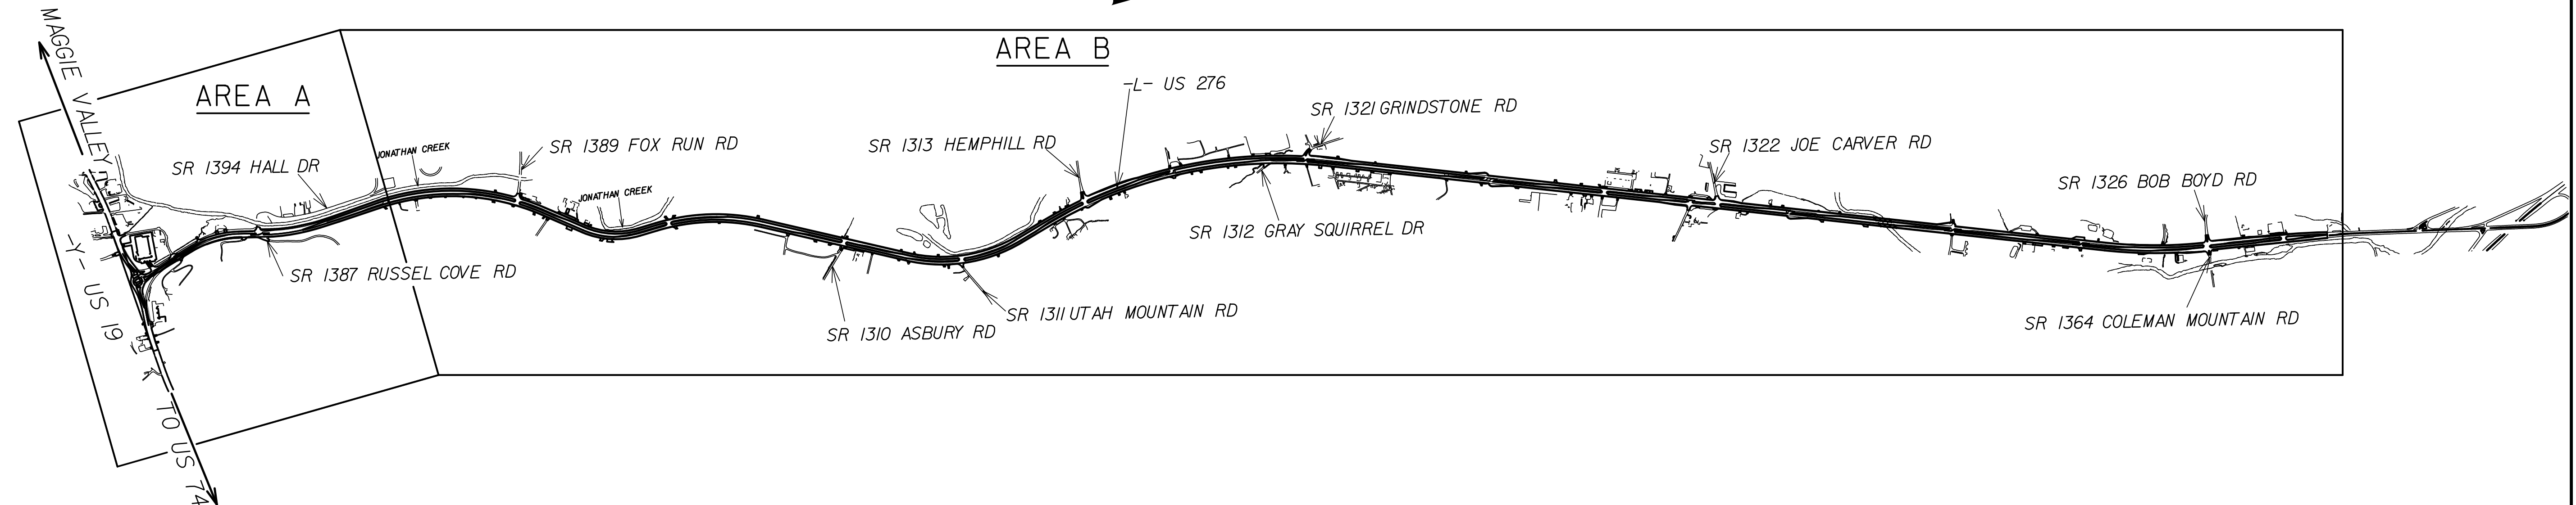 MAGGIE VALLEY
AREA A
AREA B
-L- US 276
SR 1321 GRINDSTONE RD
SR 1394 HALL DR
JONATHAN CREEK
SR 1389 FOX RUN RD
SR 1313 HEMPHILL RD
SR 1322 JOE CARVER RD
JONATHAN CREEK
SR 1326 BOB BOYD RD
SR 1312 GRAY SQUIRREL DR
-Y- US 19
SR 1387 RUSSEL COVE RD
SR 1311 UTAH MOUNTAIN RD
SR 1310 ASBURY RD
SR 1364 COLEMAN MOUNTAIN RD
TO US 74